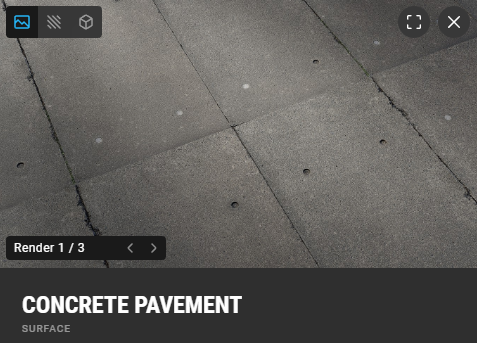 Render 1 / 3
CONCRETE PAVEMENT
SURFACE